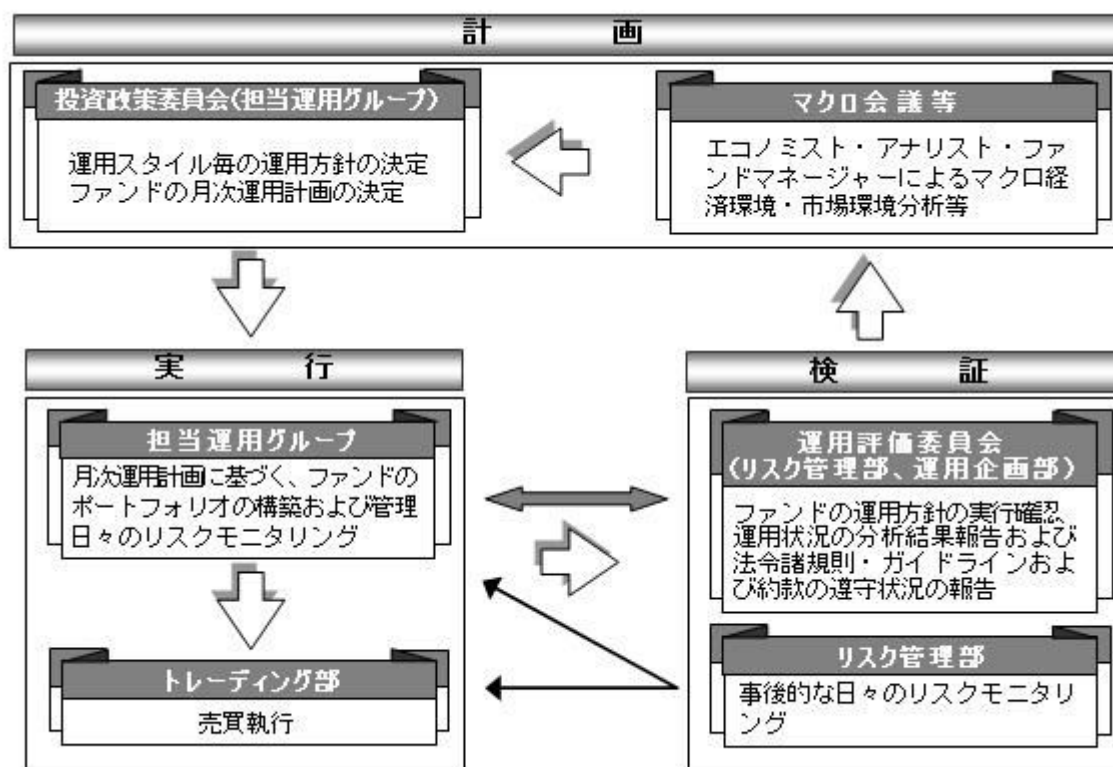 計画
投資政策委員会(担当運用グループ)
運用スタイル毎の運用方針の決定
ファンドの月次運用計画の決定
マクロ会議等
エコノミスト・アナリスト・ファ
ンドマネージャーによるマクロ経
済環境・市場環境分析等
実行
担当運用グループ
月次運用計画に基づく、ファンドの
ポートフォリオの構築および管理
日々のリスクモニタリング
トレーディング部
売買執行
検証
運用評価委員会
(リスク管理部、運用企画部)
ファンドの運用方針の実行確認、
運用状況の分析結果報告および
法令諸規則・ガイドラインおよ
び約款の遵守状況の報告
リスク管理部
事後的な日々のリスクモニタリ
ング